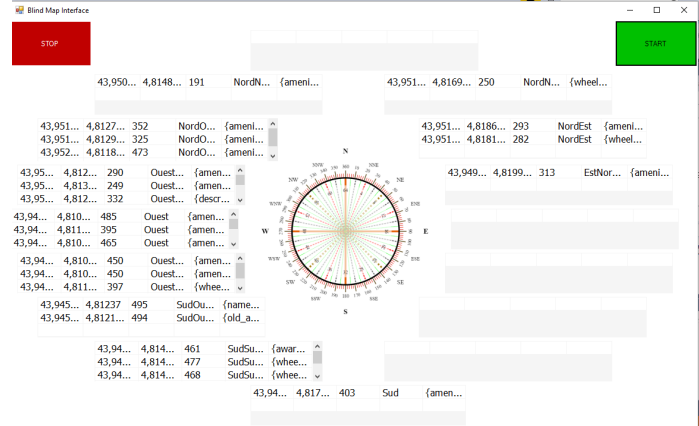 Blind Map Interface
STOP
START
43,950... 4,8148... 191 NordN... {ameni...
43,951... 4,8169... 250 NordN... {wheel...
43,951... 4,8127... 352 NordO... {ameni...
43,951... 4,8129... 325 NordO... {ameni...
43,952... 4,8118... 473 NordO... {ameni...
43,951... 4,8186... 293 NordEst {ameni...
43,951... 4,8181... 282 NordEst {wheel...
43,95... 4,812... 290 Ouest... {amen...
43,95... 4,813... 249 Ouest... {amen...
43,95... 4,812... 332 Ouest... {descr...
43,949... 4,8199... 313 EstNor... {ameni...
43,94... 4,810... 485 Ouest {amen...
43,94... 4,811... 395 Ouest {amen...
43,94... 4,810... 465 Ouest {amen...
43,94... 4,810... 450 Ouest... {amen...
43,94... 4,810... 450 Ouest... {amen...
43,94... 4,811... 397 Ouest... {whee...
43,945... 4,81237 495 SudOu... {name...
43,945... 4,8121... 494 SudOu... {old_a...
43,94... 4,814... 461 SudSu... {awar...
43,94... 4,814... 477 SudSu... {whee...
43,94... 4,814... 468 SudSu... {whee...
43,94... 4,817... 403 Sud {amen...
N
NNE
NE
ENE
E
ESE
SE
SSE
S
SSW
SW
WSW
W
WNW
NW
NNW